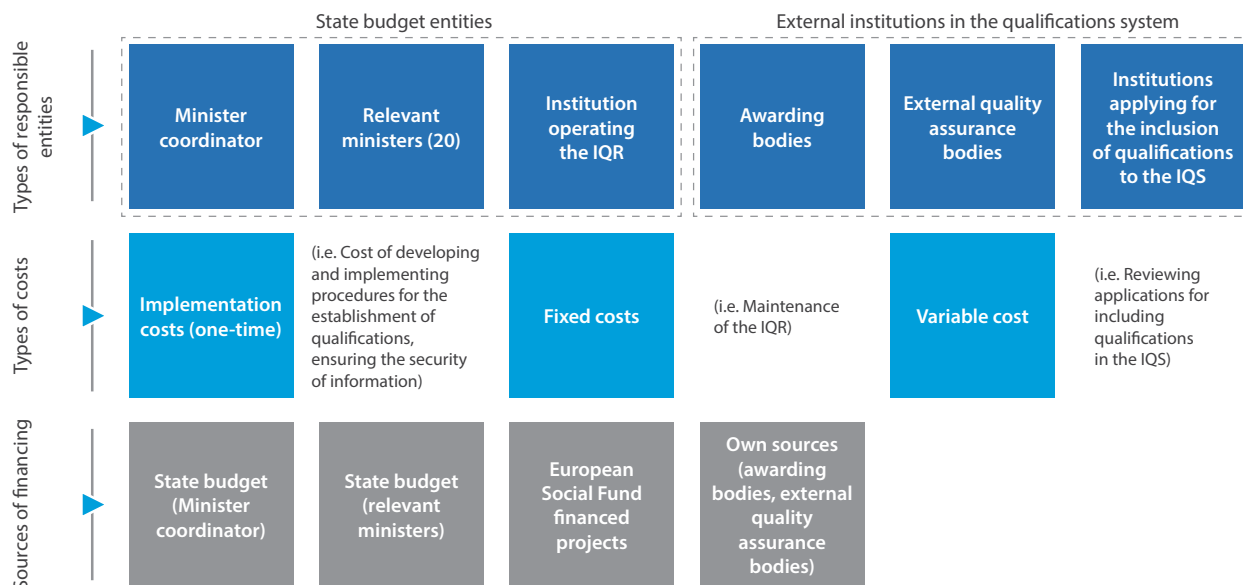 State budget entities
External institutions in the qualifications system
Types of responsible
entities
Minister
coordinator
Relevant
ministers (20)
Institution
operating
the IQR
Awarding
bodies
External quality
assurance
bodies
Institutions
applying for
the inclusion
of qualifications
to the IQS
Types of costs
Implementation
costs (one-time)
(i.e. Cost of developing
and implementing
procedures for the
establishment of
qualifications,
ensuring the security
of information)
Fixed costs
(i.e. Maintenance
of the IQR)
Variable cost
(i.e. Reviewing
applications for
including
qualifications
in the IQS)
Sources of financing
State budget
(Minister
coordinator)
State budget
(relevant
ministers)
European
Social Fund
financed
projects
Own sources
(awarding
bodies, external
quality
assurance
bodies)